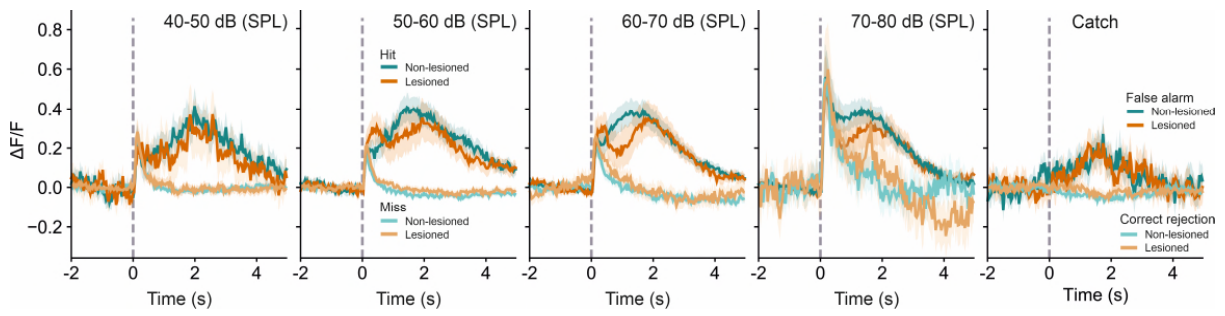 40-50 dB (SPL)
50-60 dB (SPL)
60-70 dB (SPL)
70-80 dB (SPL)
Catch
ΔF/F
0.8
0.6
0.4
0.2
0.0
−0.2
Hit
Non-lesioned
Lesioned
Miss
Non-lesioned
Lesioned
False alarm
Non-lesioned
Lesioned
Correct rejection
Non-lesioned
Lesioned
-2 0 2 4
-2 0 2 4
-2 0 2 4
-2 0 2 4
-2 0 2 4
Time (s)
Time (s)
Time (s)
Time (s)
Time (s)